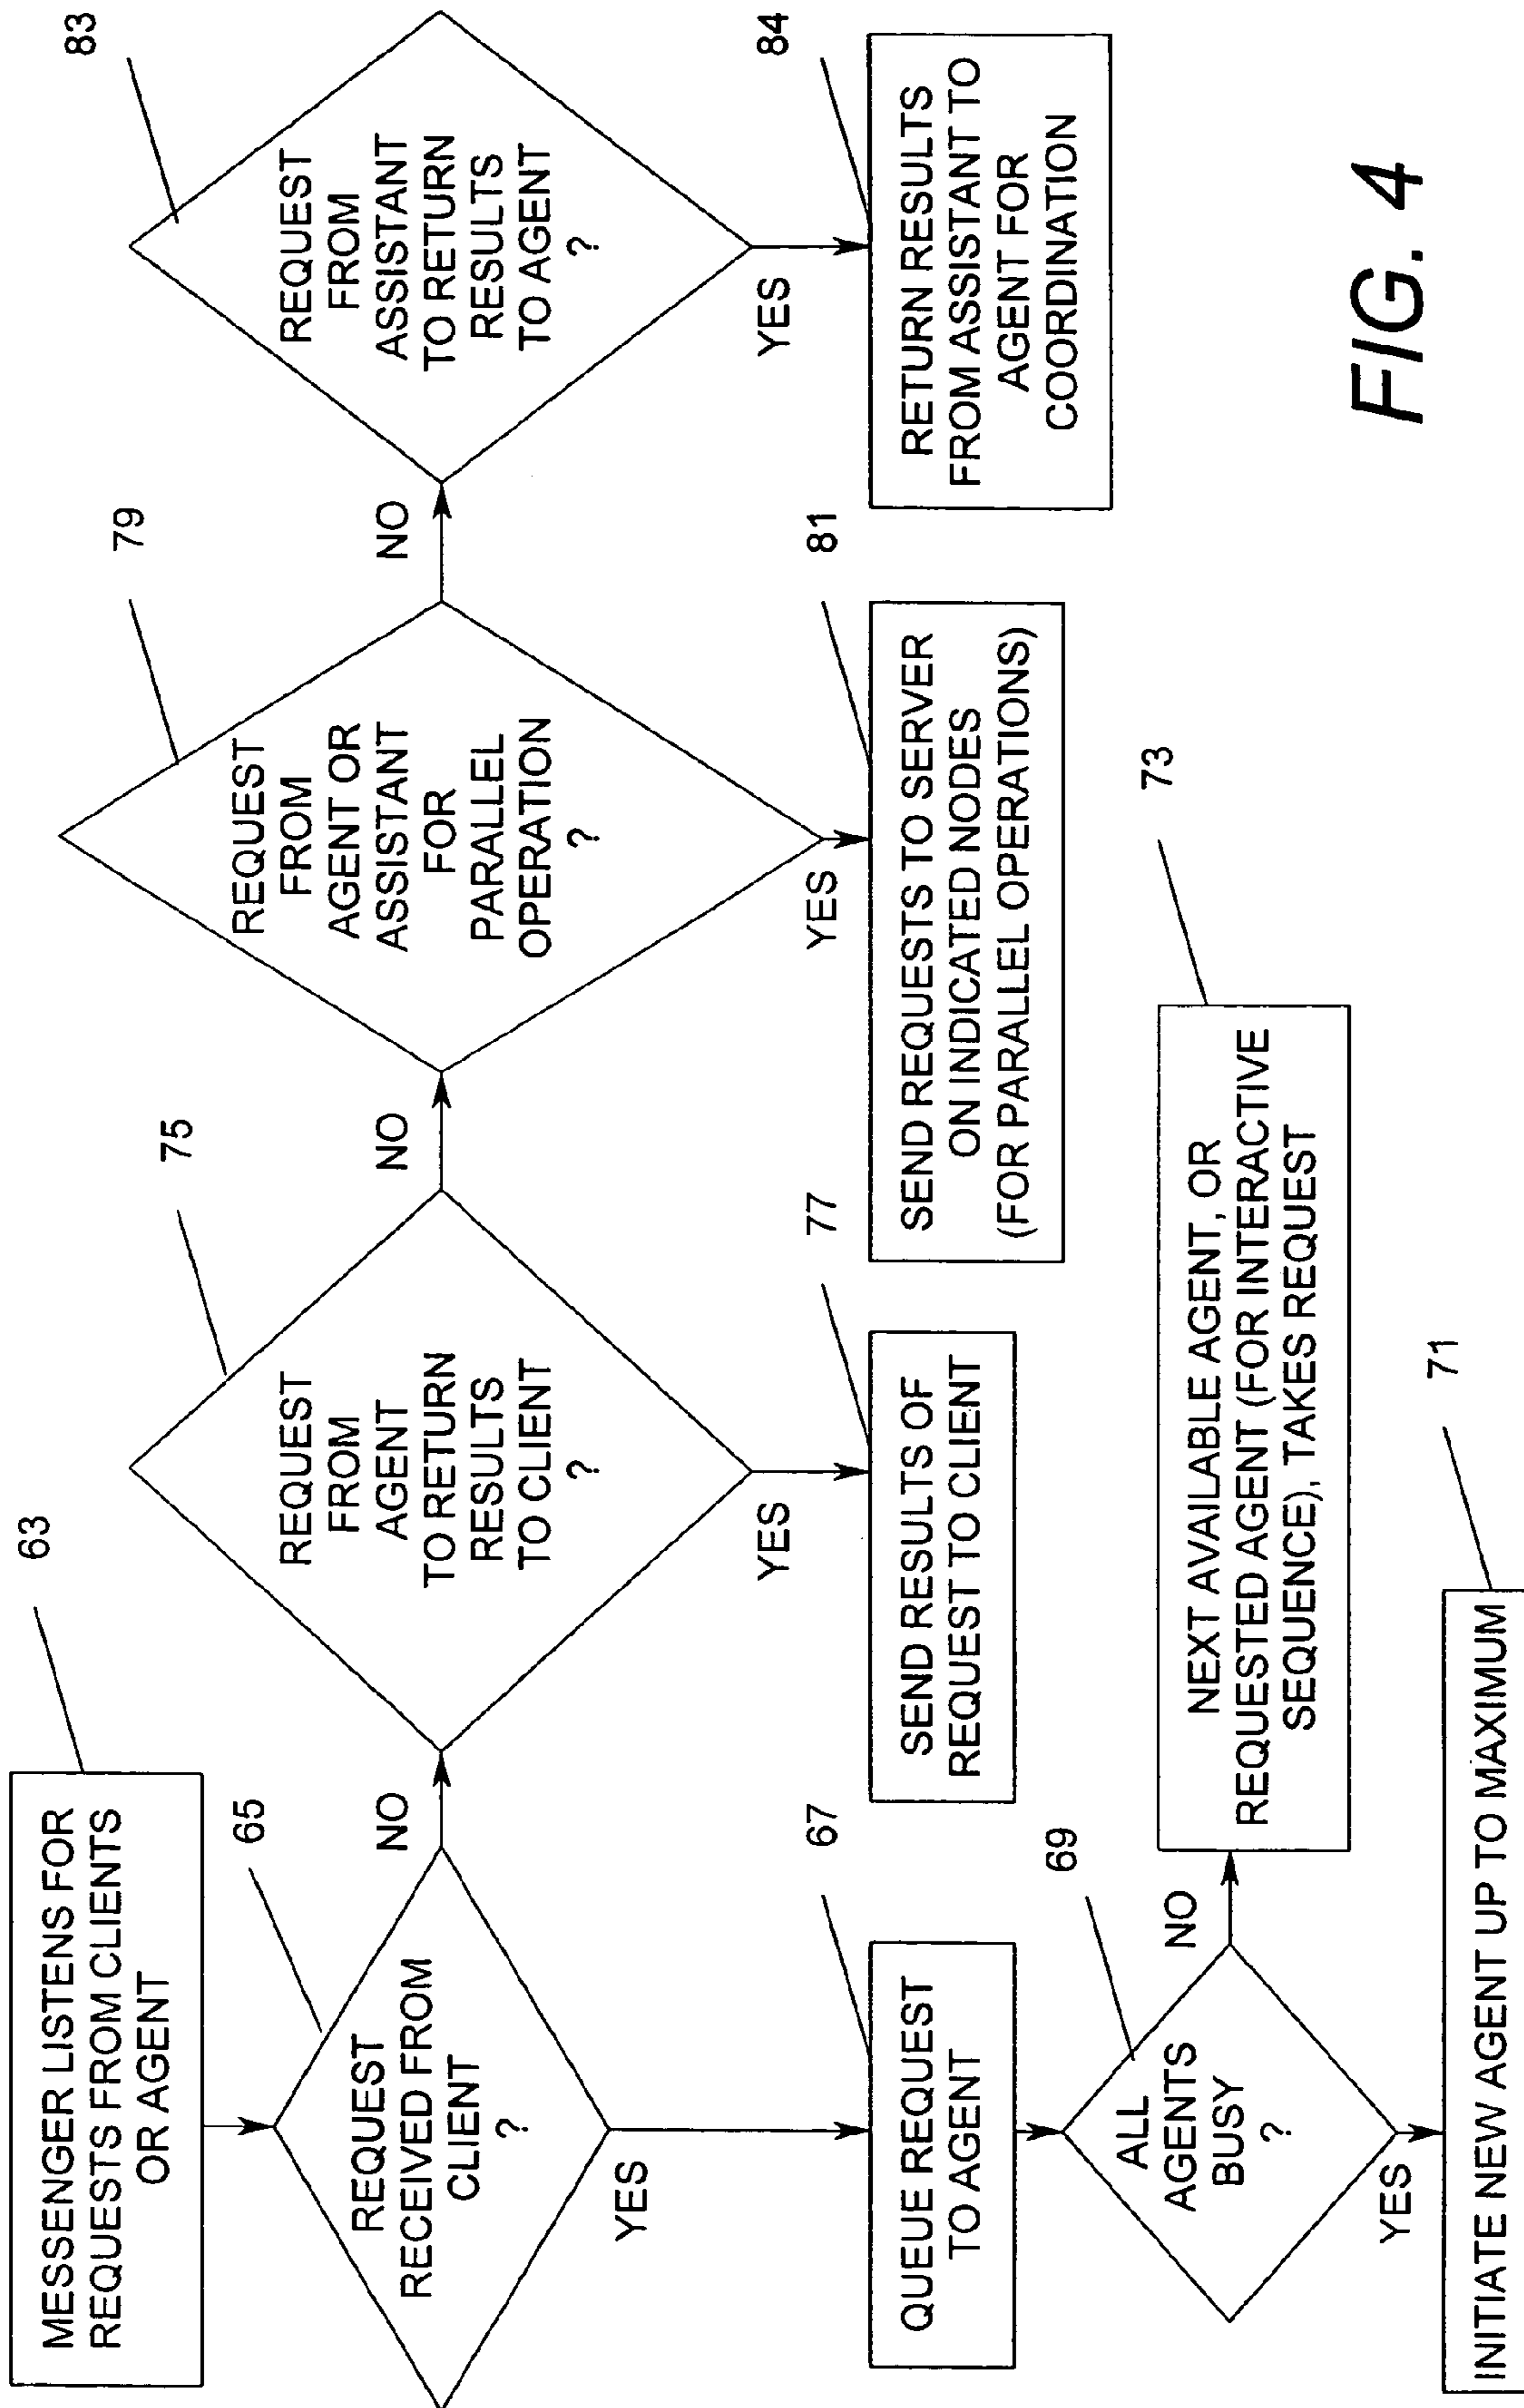 63
MESSENGER LISTENS FOR
REQUESTS FROM CLIENTS
OR AGENT
65
REQUEST
RECEIVED FROM
CLIENT
?
NO
YES
75
REQUEST
FROM
AGENT
TO RETURN
RESULTS
TO CLIENT
?
NO
YES
79
REQUEST
FROM
AGENT OR
ASSISTANT
FOR
PARALLEL
OPERATION
?
NO
YES
83
REQUEST
FROM
ASSISTANT
TO RETURN
RESULTS
TO AGENT
?
YES
67
QUEUE REQUEST
TO AGENT
77
SEND RESULTS OF
REQUEST TO CLIENT
81
SEND REQUESTS TO SERVER
ON INDICATED NODES
(FOR PARALLEL OPERATIONS)
84
RETURN RESULTS
FROM ASSISTANT TO
AGENT FOR
COORDINATION
69
ALL
AGENTS
BUSY
?
NO
YES
73
NEXT AVAILABLE AGENT, OR
REQUESTED AGENT (FOR INTERACTIVE
SEQUENCE), TAKES REQUEST
71
INITIATE NEW AGENT UP TO MAXIMUM
FIG. 4